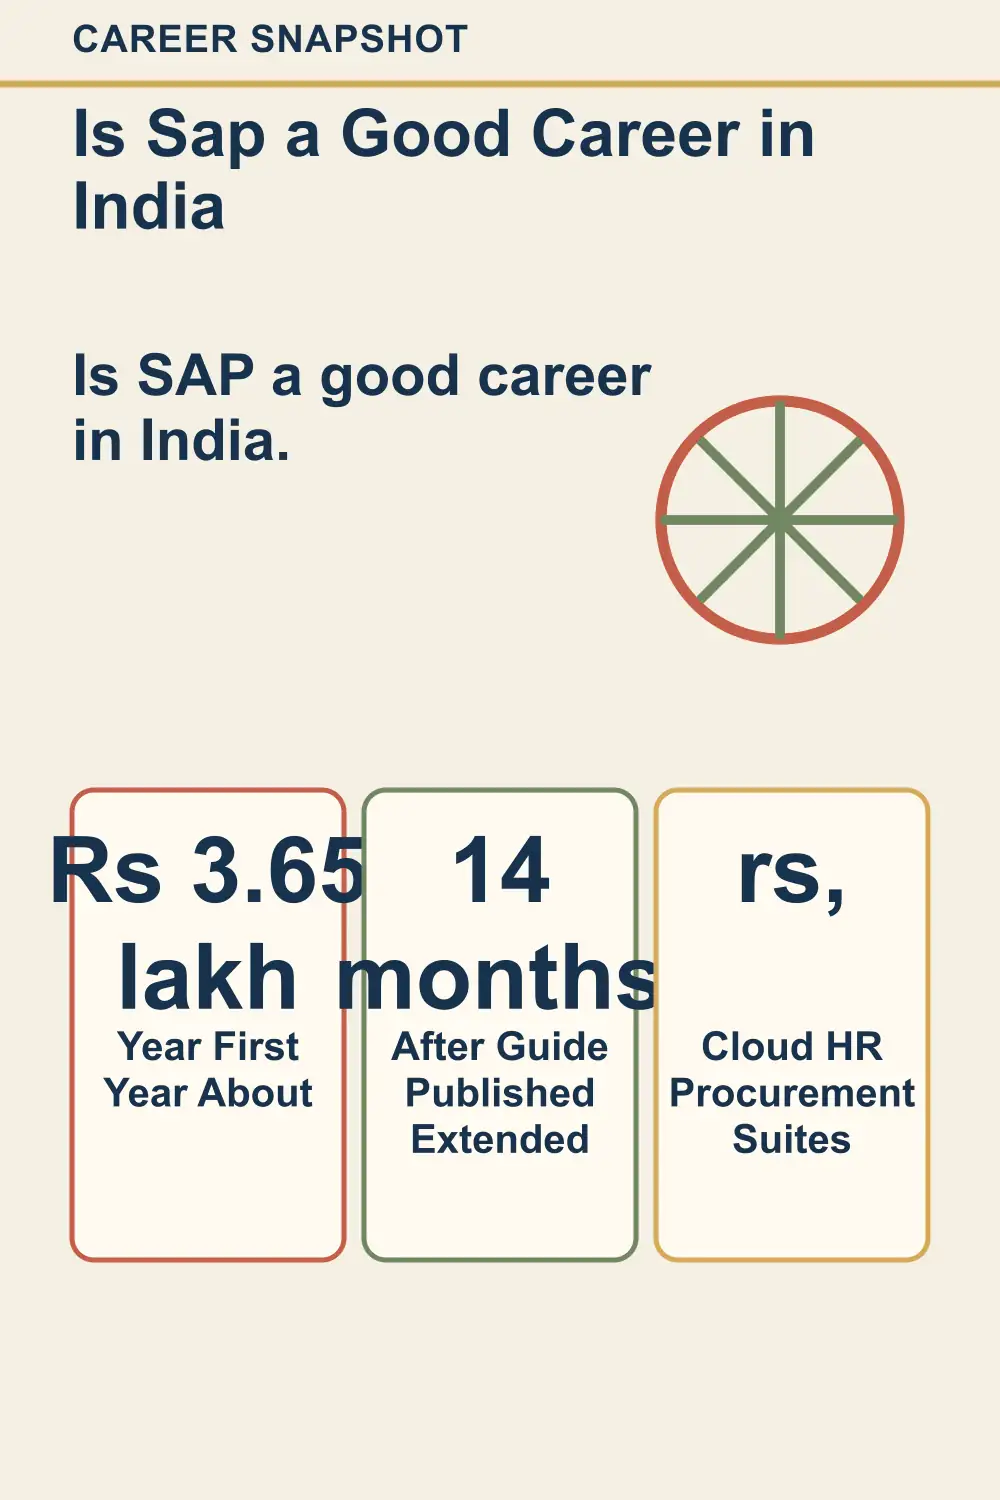 CAREER SNAPSHOT
Is Sap a Good Career in
India
Is SAP a good career
in India.
Rs 3.65
lakh
Year First
Year About
14
months
After Guide
Published
Extended
rs,
Cloud HR
Procurement
Suites